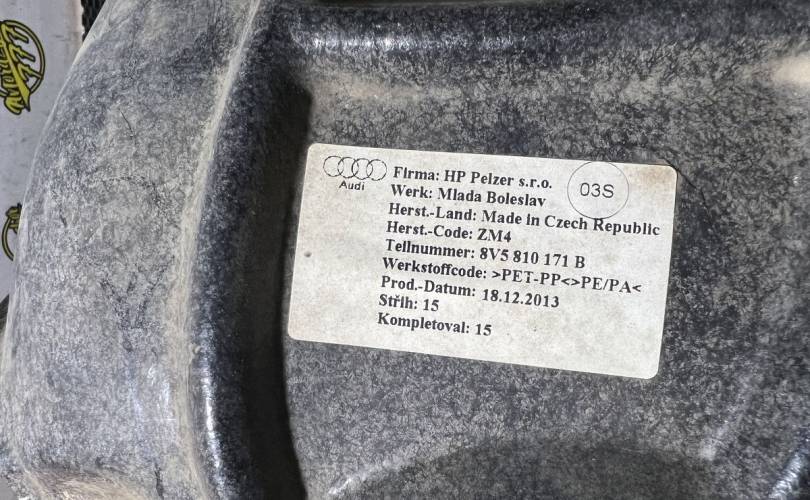 Audi
Firma: HP Pelzer s.r.o.
03S
Werk: Mlada Boleslav
Herst.-Land: Made in Czech Republic
Herst.-Code: ZM4
Teilnummer: 8V5 810 171 B
Werkstoffcode: >PET-PP<>PE/PA<
Prod.-Datum: 18.12.2013
Střih: 15
Kompletoval: 15